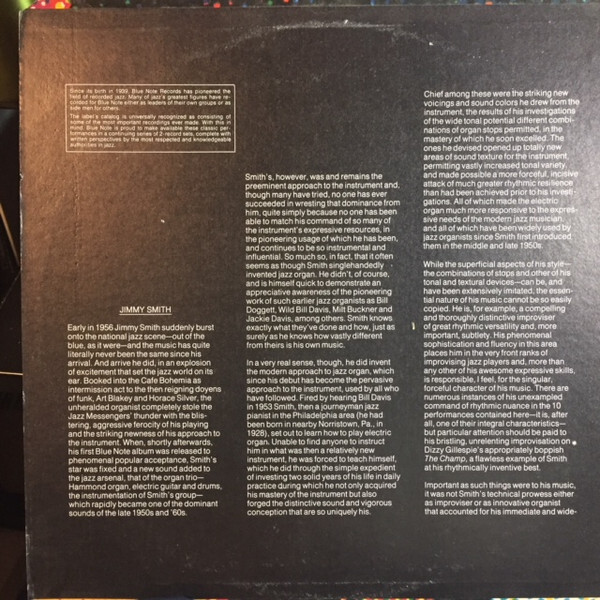 Since its birth in 1939, Blue Note Records has pioneered the
field of recorded jazz. Many of jazz's greatest figures have re-
corded for Blue Note either as leaders of their own groups or as
side men for others.
The label's catalog is universally recognized as consisting of
some of the most important recordings ever made. With this in
mind, Blue Note is proud to make available these classic per-
formances in a continuing series of 2-record sets, complete with
written perspectives by the most respected and knowledgeable
authorities in jazz.
JIMMY SMITH
Early in 1956 Jimmy Smith suddenly burst
onto the national jazz scene—out of the
blue, as it were—and the music has quite
literally never been the same since his
arrival. And arrive he did, in an explosion
of excitement that set the jazz world on its
ear. Booked into the Cafe Bohemia as
intermission act to the then reigning doyens
of funk, Art Blakey and Horace Silver, the
unheralded organist completely stole the
Jazz Messengers' thunder with the blis-
tering, aggressive ferocity of his playing
and the striking newness of his approach to
the instrument. When, shortly afterwards,
his first Blue Note album was released to
phenomenal popular acceptance, Smith's
star was fixed and a new sound added to
the jazz arsenal, that of the organ trio—
Hammond organ, electric guitar and drums,
the instrumentation of Smith's group—
which rapidly became one of the dominant
sounds of the late 1950s and '60s.
Smith's, however, was and remains the
preeminent approach to the instrument and,
though many have tried, no one has ever
succeeded in wresting that dominance from
him, quite simply because no one has been
able to match his command of so many of
the instrument's expressive resources, in
the pioneering usage of which he has been,
and continues to be so instrumental and
influential. So much so, in fact, that it often
seems as though Smith singlehandedly
invented jazz organ. He didn't, of course,
and is himself quick to demonstrate an
appreciative awareness of the pioneering
work of such earlier jazz organists as Bill
Doggett, Wild Bill Davis, Milt Buckner and
Jackie Davis, among others. Smith knows
exactly what they've done and how, just as
surely as he knows how vastly different
from theirs is his own music.
In a very real sense, though, he did invent
the modern approach to jazz organ, which
since his debut has become the pervasive
approach to the instrument, used by all who
have followed. Fired by hearing Bill Davis
in 1953 Smith, then a journeyman jazz
pianist in the Philadelphia area (he had
been born in nearby Norristown, Pa., in
1928), set out to learn how to play electric
organ. Unable to find anyone to instruct
him in what was then a relatively new
instrument, he was forced to teach himself,
which he did through the simple expedient
of investing two solid years of his life in daily
practice during which he not only acquired
his mastery of the instrument but also
forged the distinctive sound and vigorous
conception that are so uniquely his.
Chief among these were the striking new
voicings and sound colors he drew from the
instrument, the results of his investigations
of the wide tonal potential different combi-
nations of organ stops permitted, in the
mastery of which he soon excelled. The
ones he devised opened up totally new
areas of sound texture for the instrument,
permitting vastly increased tonal variety,
and made possible a more forceful, incisive
attack of much greater rhythmic resilience
than had been achieved prior to his investi-
gations. All of which made the electric
organ much more responsive to the expres-
sive needs of the modern jazz musician,
and all of which have been widely used by
jazz organists since Smith first introduced
them in the middle and late 1950s.
While the superficial aspects of his style—
the combinations of stops and other of his
tonal and textural devices—can be, and
have been extensively imitated, the essen-
tial nature of his music cannot be so easily
copied. He is, for example, a compelling
and thoroughly distinctive improviser
of great rhythmic versatility and, more
important, subtlety. His phenomenal
sophistication and fluency in this area
places him in the very front ranks of
improvising jazz players and, more than
any other of his awesome expressive skills,
is responsible, I feel, for the singular,
forceful character of his music. There are
numerous instances of his unexampled
command of rhythmic nuance in the 10
performances contained here—it is, after
all, one of their integral characteristics—
but particular attention should be paid to
his bristling, unrelenting improvisation on
Dizzy Gillespie's appropriately boppish
The Champ, a flawless example of Smith
at his rhythmically inventive best.
Important as such things were to his music,
it was not Smith's technical prowess either
as improviser or as innovative organist
that accounted for his immediate and wide-